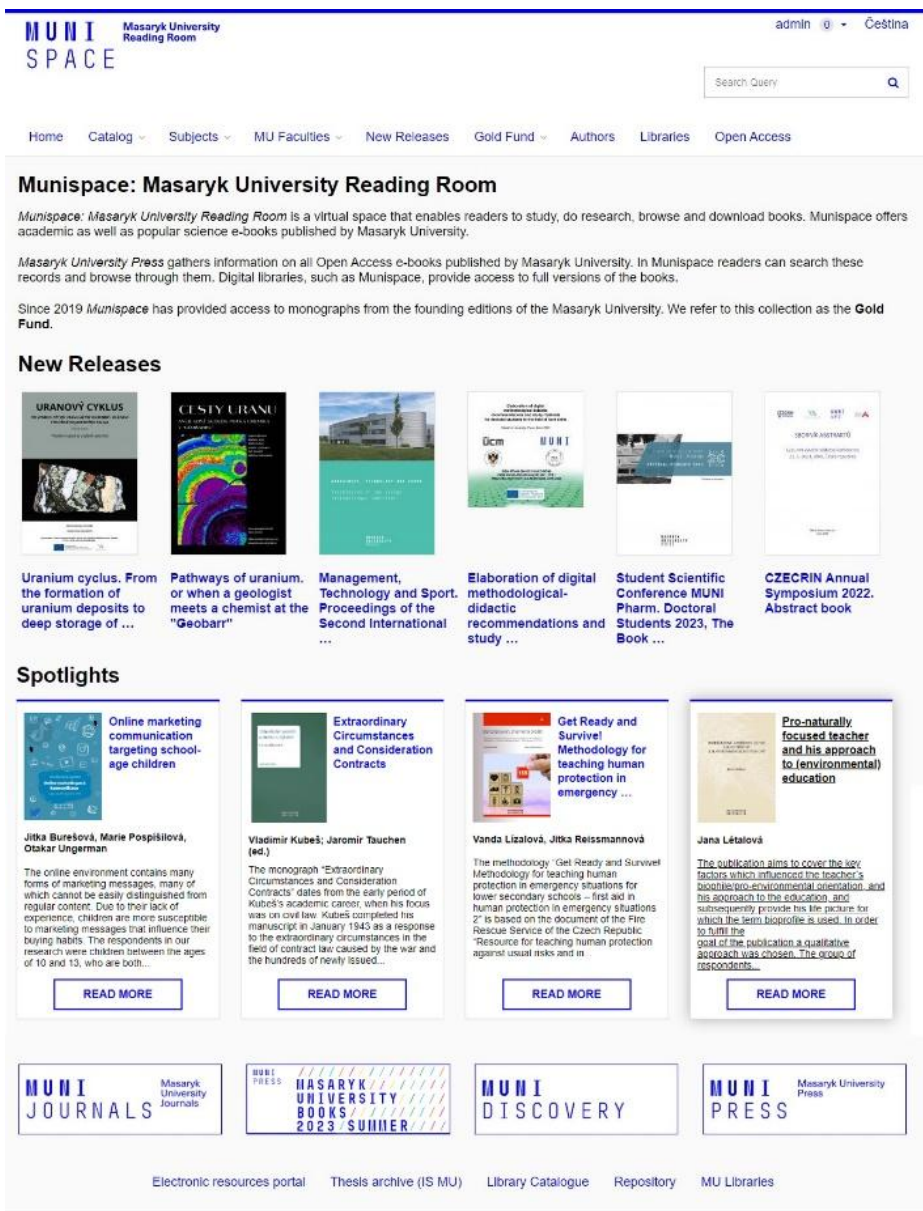 MUNI
SPACE
Masaryk University
Reading Room
admin 0
Čeština
Search Query
Home Catalog Subjects MU Faculties New Releases Gold Fund Authors Libraries Open Access
Munispace: Masaryk University Reading Room
Munispace: Masaryk University Reading Room is a virtual space that enables readers to study, do research, browse and download books. Munispace offers
academic as well as popular science e-books published by Masaryk University.
Masaryk University Press gathers information on all Open Access e-books published by Masaryk University. In Munispace readers can search these
records and browse through them. Digital libraries, such as Munispace, provide access to full versions of the books.
Since 2019 Munispace has provided access to monographs from the founding editions of the Masaryk University. We refer to this collection as the Gold
Fund.
New Releases
URANOVÝ CYKLUS
CESTY URANU
MANAGEMENT, TECHNOLOGY AND SPORT
ucm
MUNI
SBORNÍK ABSTRAKTŮ
Uranium cyclus. From
the formation of
uranium deposits to
deep storage of ...
Pathways of uranium.
or when a geologist
meets a chemist at the
"Geobarr"
Management,
Technology and Sport.
Proceedings of the
Second International
...
Elaboration of digital
methodological-
didactic
recommendations and
study ...
Student Scientific
Conference MUNI
Pharm. Doctoral
Students 2023, The
Book ...
CZECRIN Annual
Symposium 2022.
Abstract book
Spotlights
Online marketing
communication
targeting school-
age children
Jitka Burešová, Marie Pospíšilová,
Otakar Ungerman
The online environment contains many
forms of marketing messages, many of
which cannot be easily distinguished from
regular content. Due to their lack of
experience, children are more susceptible
to marketing messages that influence their
buying habits. The respondents in our
research were children between the ages
of 10 and 13, who are both...
READ MORE
Extraordinary
Circumstances
and Consideration
Contracts
Vladimír Kubeš; Jaromír Tauchen
(ed.)
The monograph "Extraordinary
Circumstances and Consideration
Contracts" dates from the early period of
Kubeš's academic career, when his focus
was on civil law. Kubeš completed his
manuscript in January 1943 as a response
to the extraordinary circumstances in the
field of contract law caused by the war and
the hundreds of newly issued...
READ MORE
Get Ready and
Survive!
Methodology for
teaching human
protection in
emergency ...
Vanda Lízalová, Jitka Reissmannová
The methodology "Get Ready and Survive!
Methodology for teaching human
protection in emergency situations for
lower secondary schools – first aid in
human protection in emergency situations
2" is based on the document of the Fire
Rescue Service of the Czech Republic
"Resource for teaching human protection
against usual risks and in...
READ MORE
Pro-naturally
focused teacher
and his approach
to (environmental)
education
Jana Létalová
The publication aims to cover the key
factors which influenced the teacher's
biophile/pro-environmental orientation, and
his approach to the education, and
subsequently provide his life picture for
which the term bioprofile is used. In order
to fulfill the
goal of the publication a qualitative
approach was chosen. The group of
respondents...
READ MORE
MUNI
JOURNALS
Masaryk
University
Journals
MUNI
PRESS
MASARYK
UNIVERSITY
BOOKS
2023/SUMMER
MUNI
DISCOVERY
MUNI
PRESS
Masaryk University
Press
Electronic resources portal Thesis archive (IS MU) Library Catalogue Repository MU Libraries